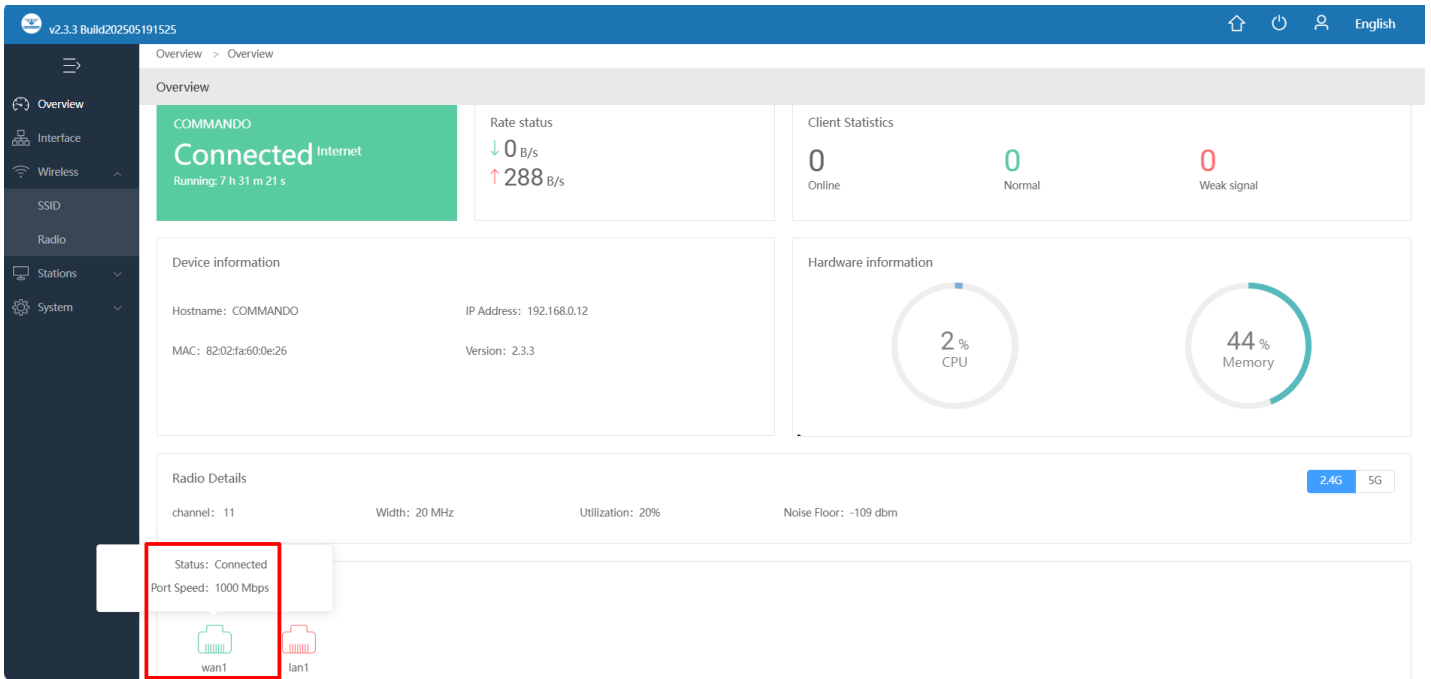 v2.3.3 Build202505191525
English
Overview > Overview
Overview
Overview
Interface
Wireless
SSID
Radio
Stations
System
COMMANDO
Connected Internet
Running: 7 h 31 m 21 s
Rate status
↓ 0 B/s
↑ 288 B/s
Client Statistics
0 0 0
Online Normal Weak signal
Device information
Hostname: COMMANDO IP Address: 192.168.0.12
MAC: 82:02:fa:60:0e:26 Version: 2.3.3
Hardware information
2 %
CPU
44 %
Memory
Radio Details
2.4G 5G
channel: 11 Width: 20 MHz Utilization: 20% Noise Floor: -109 dbm
Status: Connected
Port Speed: 1000 Mbps
wan1 lan1